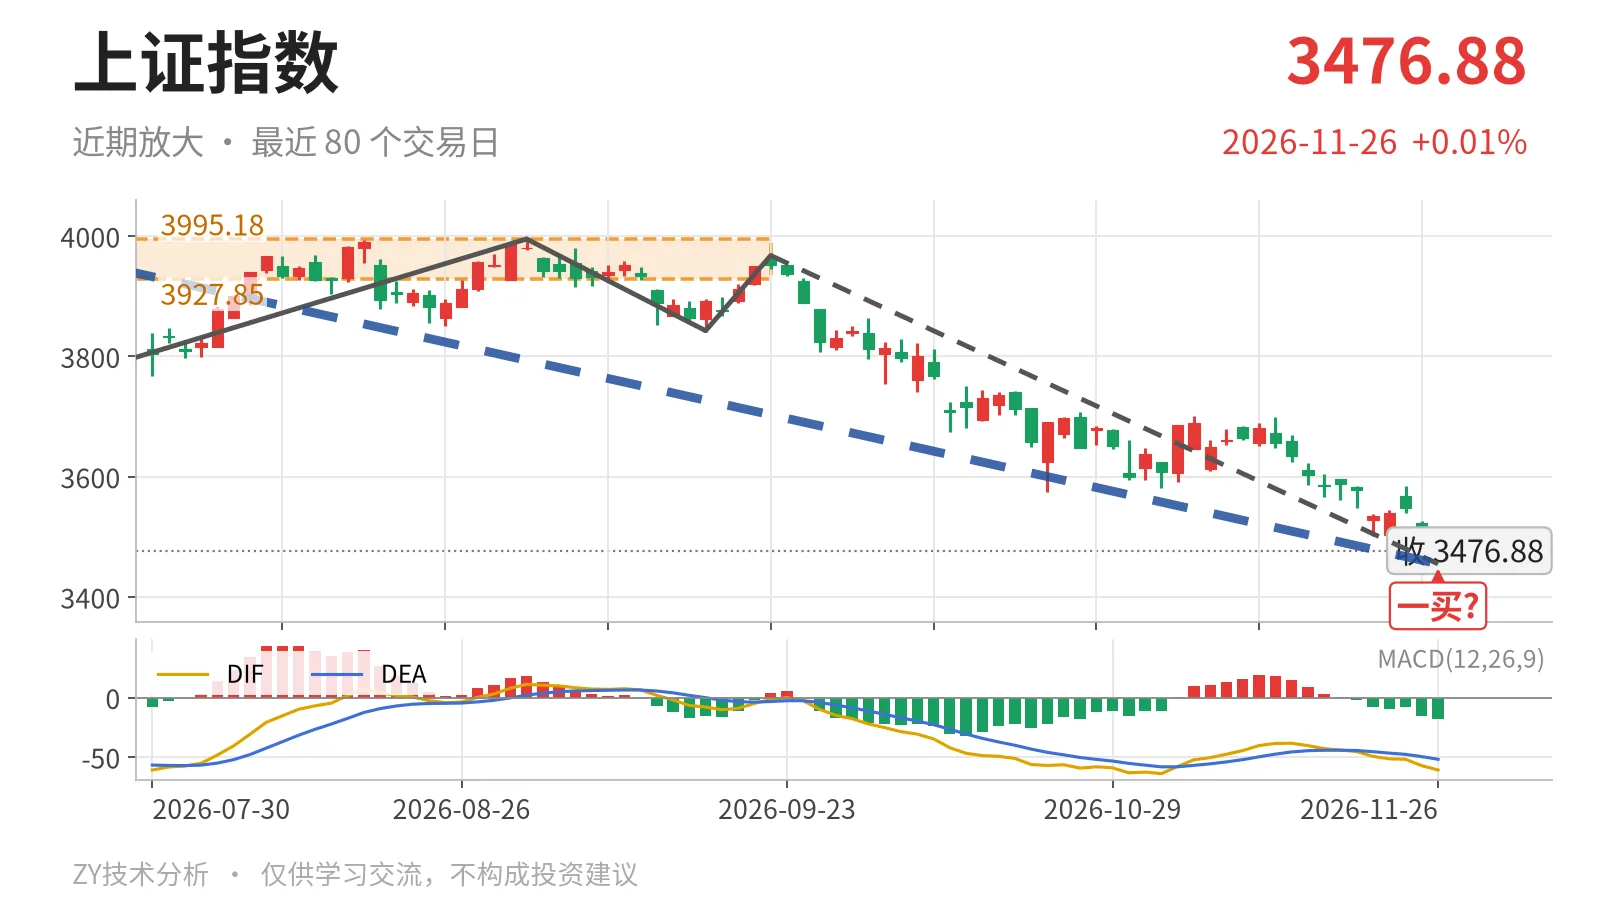 上证指数
3476.88
近期放大 · 最近 80 个交易日
2026-11-26 +0.01%
3995.18
3927.85
4000
3800
3600
3400
收 3476.88
一买?
DIF
DEA
MACD(12,26,9)
0
-50
2026-07-30
2026-08-26
2026-09-23
2026-10-29
2026-11-26
ZY技术分析 · 仅供学习交流，不构成投资建议